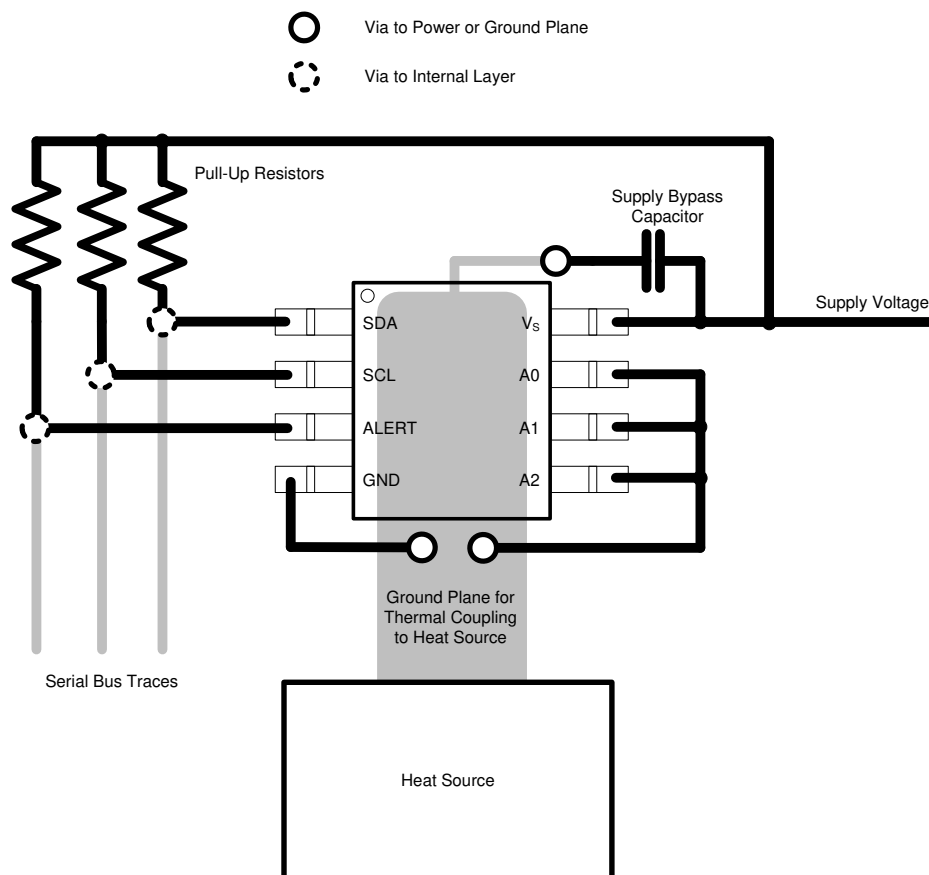 Via to Power or Ground Plane
Via to Internal Layer
Pull-Up Resistors
Supply Bypass
Capacitor
Supply Voltage
SDA
VS
SCL
A0
ALERT
A1
GND
A2
Ground Plane for
Thermal Coupling
to Heat Source
Serial Bus Traces
Heat Source